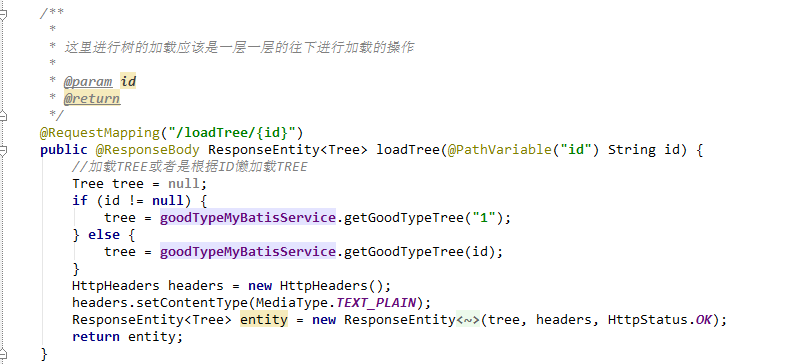 /**
 *
 * 这里进行树的加载应该是一层一层的往下进行加载的操作
 *
 * @param id
 * @return
 */
@RequestMapping("/loadTree/{id}")
public @ResponseBody ResponseEntity<Tree> loadTree(@PathVariable("id") String id) {
    //加载TREE或者是根据ID懒加载TREE
    Tree tree = null;
    if (id != null) {
        tree = goodTypeMyBatisService.getGoodTypeTree("1");
    } else {
        tree = goodTypeMyBatisService.getGoodTypeTree(id);
    }
    HttpHeaders headers = new HttpHeaders();
    headers.setContentType(MediaType.TEXT_PLAIN);
    ResponseEntity<Tree> entity = new ResponseEntity<~>(tree, headers, HttpStatus.OK);
    return entity;
}